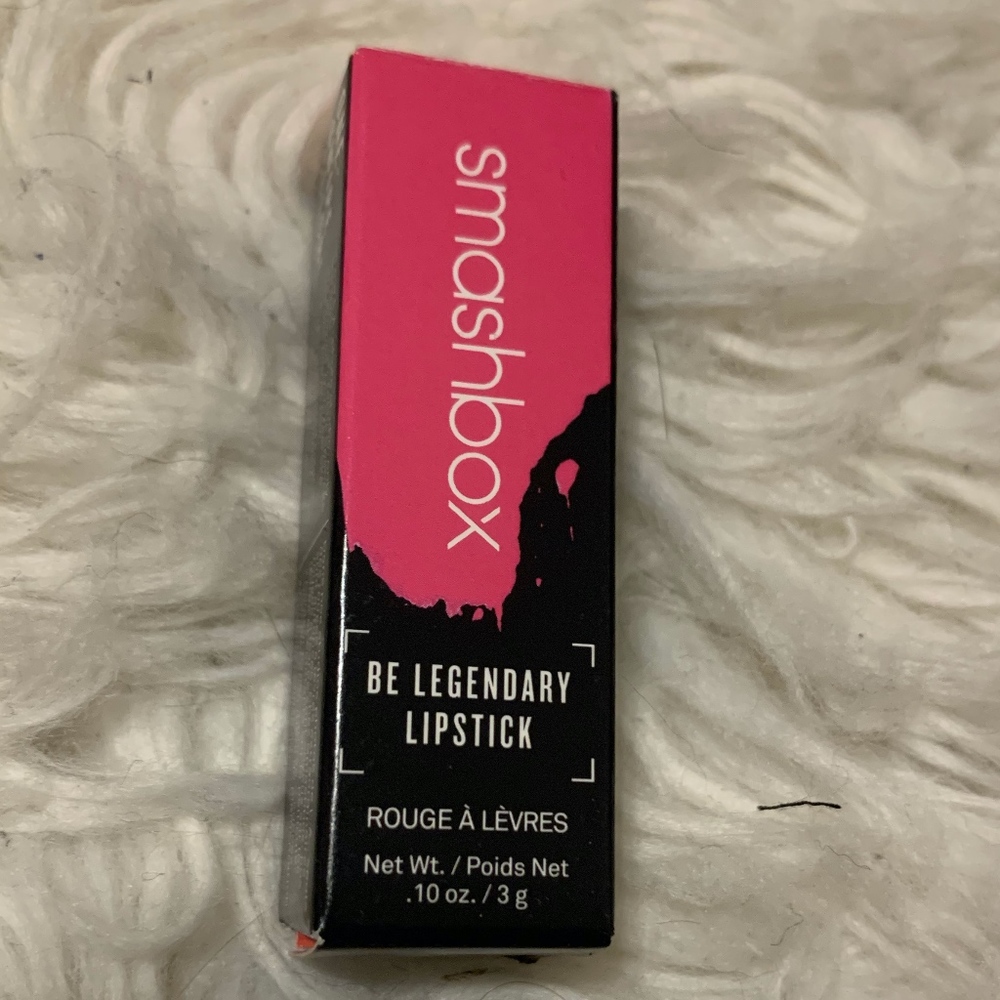 smashbox
BE LEGENDARY
LIPSTICK
ROUGE À LÈVRES
Net Wt. / Poids Net
.10 oz. / 3 g